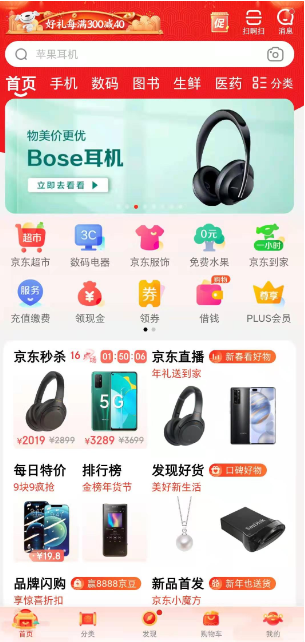 好礼每满300减40
促
扫啊扫
消息
苹果耳机
首页 手机 数码 图书 生鲜 医药 分类
物美价更优
Bose耳机
立即去看看
超市
3C
0元
一小时
京东超市 数码电器 京东服饰 免费水果 京东到家
服务
¥
券
购物
尊享
充值缴费 领现金 领券 借钱 PLUS会员
京东秒杀 16点 01:50:06
京东直播 新春看好物
年礼送到家
5G
¥2019 ¥2899 ¥3289 ¥3699
每日特价 排行榜
9块9疯抢 金榜年货节
发现好货 口碑好物
美好新生活
¥19.8
SanDisk
品牌闪购 赢8888京豆
享惊喜折扣
新品首发 新年也送货
京东小魔方
首页 分类 发现 购物车 我的